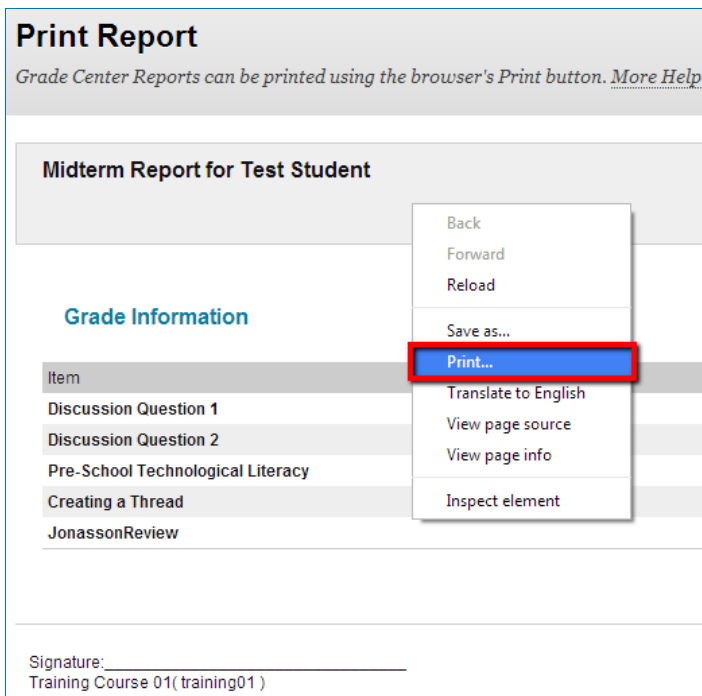 Print Report
Grade Center Reports can be printed using the browser's Print button. More Help
Midterm Report for Test Student
Back
Forward
Reload
Save as...
Print...
Translate to English
View page source
View page info
Inspect element
Grade Information
Item
Discussion Question 1
Discussion Question 2
Pre-School Technological Literacy
Creating a Thread
JonassonReview
Signature:___________________________________
Training Course 01( training01 )